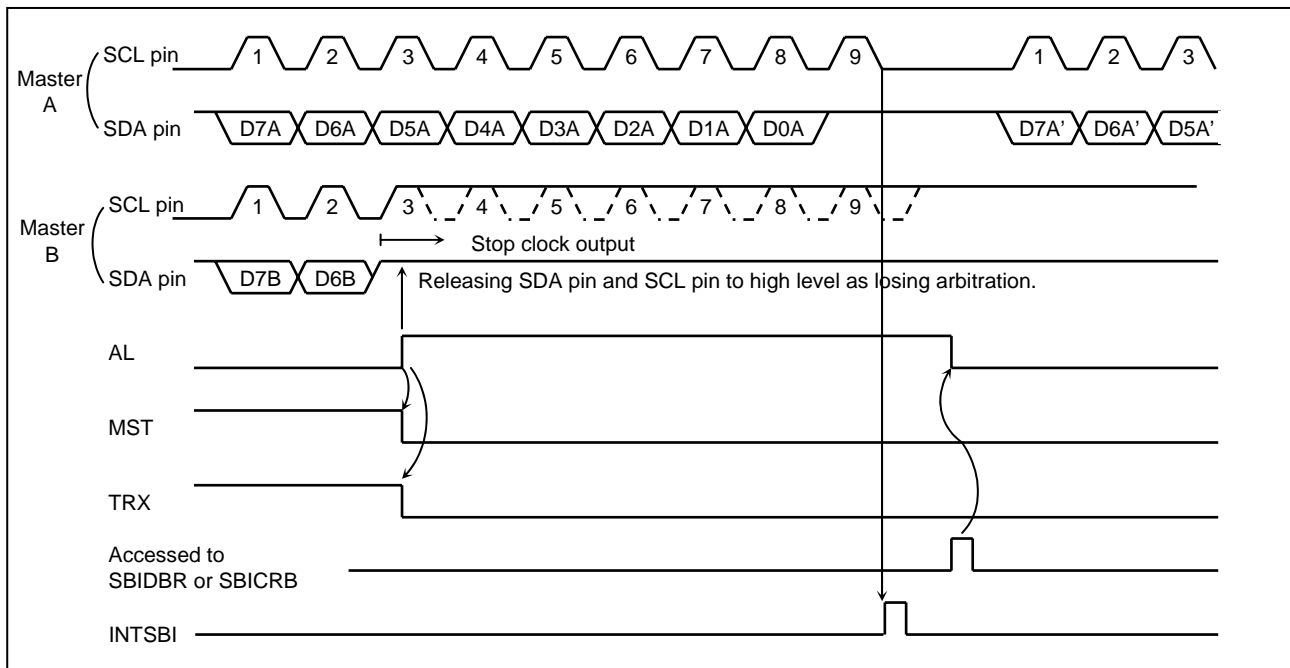 Master
A
SCL pin
1 2 3 4 5 6 7 8 9 1 2 3
SDA pin
D7A D6A D5A D4A D3A D2A D1A D0A D7A' D6A' D5A'
Master
B
SCL pin
1 2 3 4 5 6 7 8 9
Stop clock output
SDA pin
D7B D6B
Releasing SDA pin and SCL pin to high level as losing arbitration.
AL
MST
TRX
Accessed to
SBIDBR or SBICRB
INTSBI